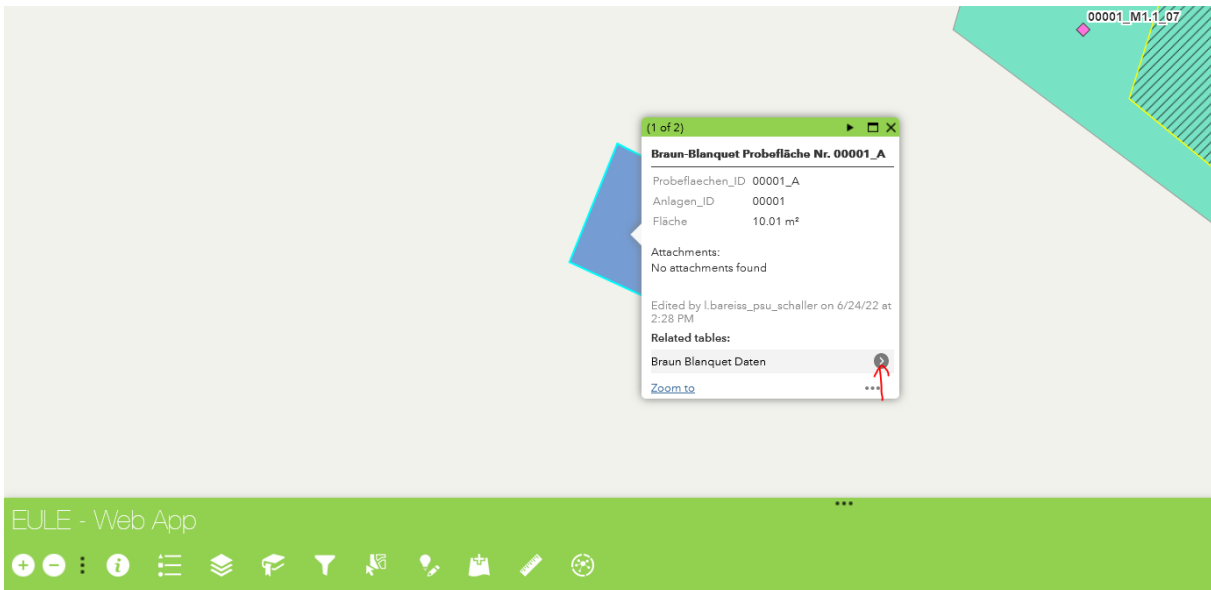 00001_M1.1_07
(1 of 2)
Braun-Blanquet Probefläche Nr. 00001_A
Probeflaechen_ID 00001_A
Anlagen_ID 00001
Fläche 10.01 m²
Attachments:
No attachments found
Edited by l.bareiss_psu_schaller on 6/24/22 at
2:28 PM
Related tables:
Braun Blanquet Daten
Zoom to
EULE - Web App